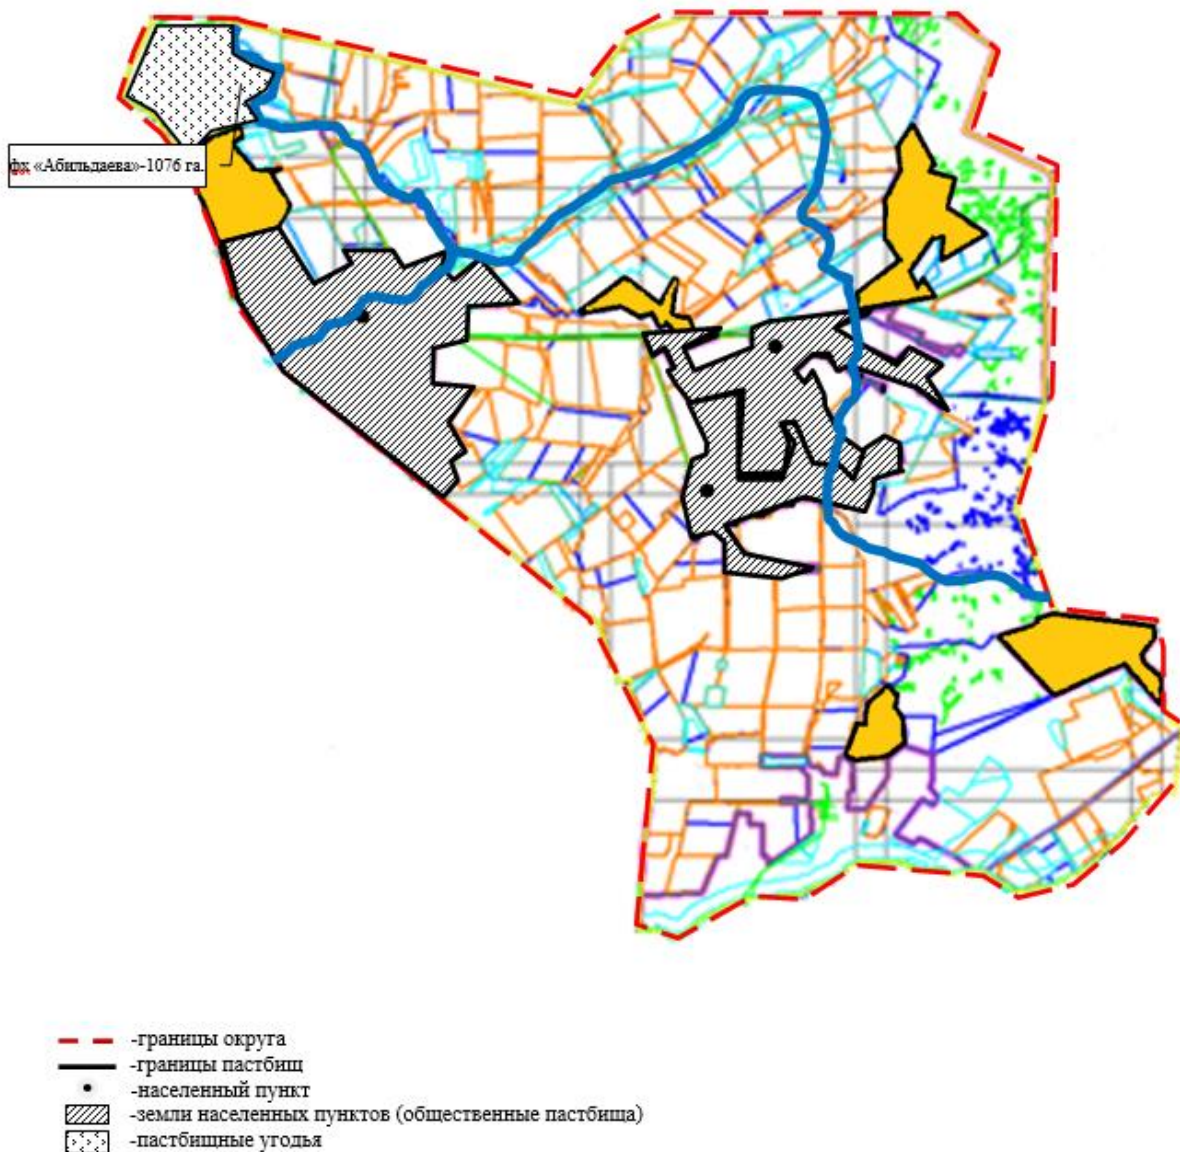 фх «Абильдаева»-1076 га.
-границы округа
-границы пастбищ
-населенный пункт
-земли населенных пунктов (общественные пастбища)
-пастбищные угодья